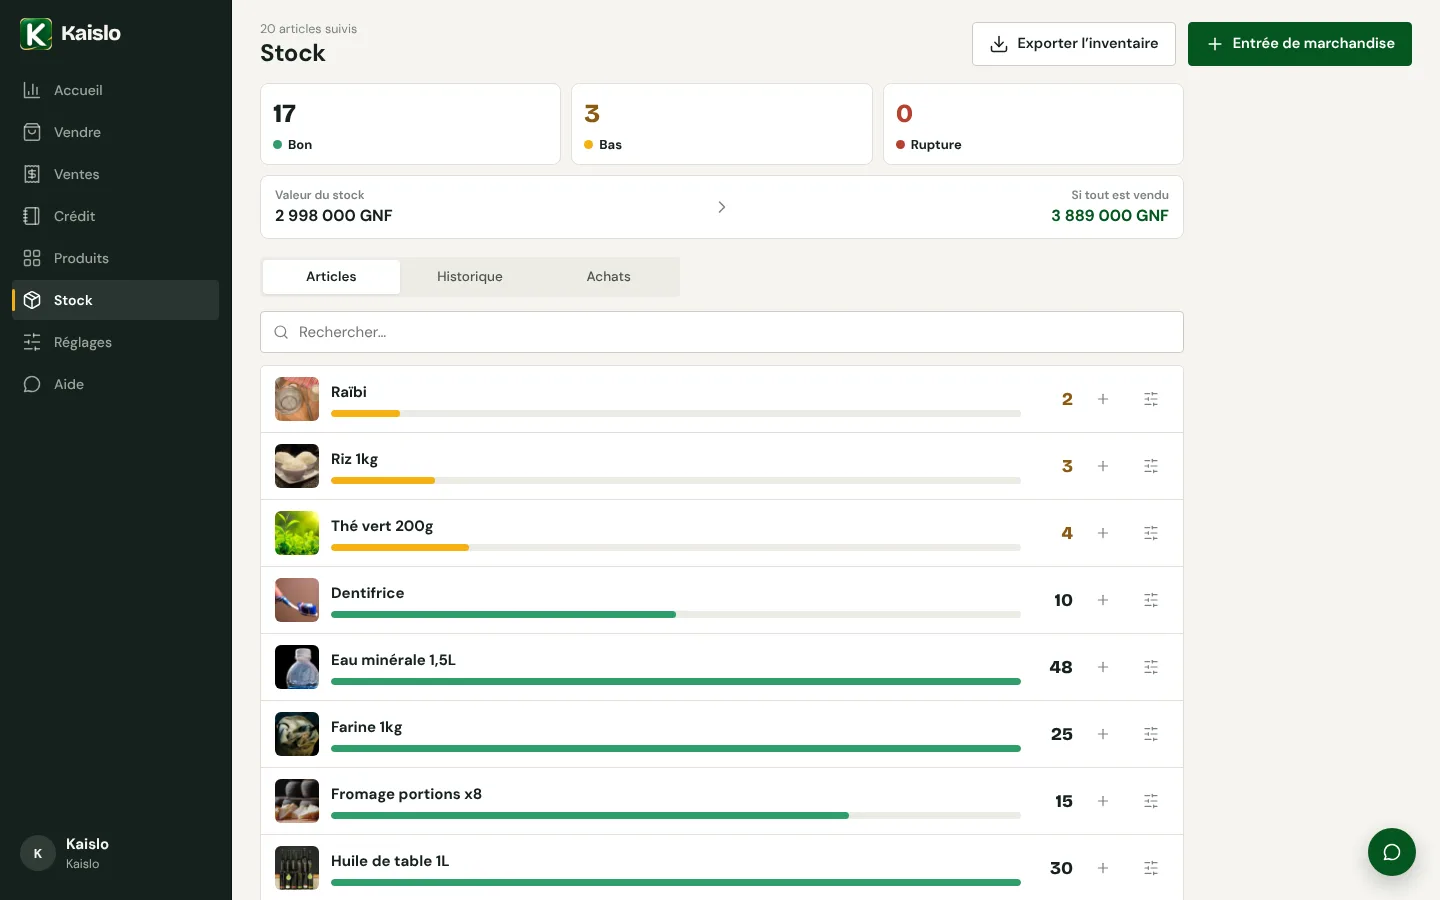 Kaislo
Accueil
Vendre
Ventes
Crédit
Produits
Stock
Réglages
Aide
K
Kaislo
Kaislo
20 articles suivis
Stock
Exporter l’inventaire
Entrée de marchandise
17
Bon
3
Bas
0
Rupture
Valeur du stock
2 998 000 GNF
Si tout est vendu
3 889 000 GNF
Articles
Historique
Achats
Rechercher…
Raïbi
2
Riz 1kg
3
Thé vert 200g
4
Dentifrice
10
Eau minérale 1,5L
48
Farine 1kg
25
Fromage portions x8
15
Huile de table 1L
30